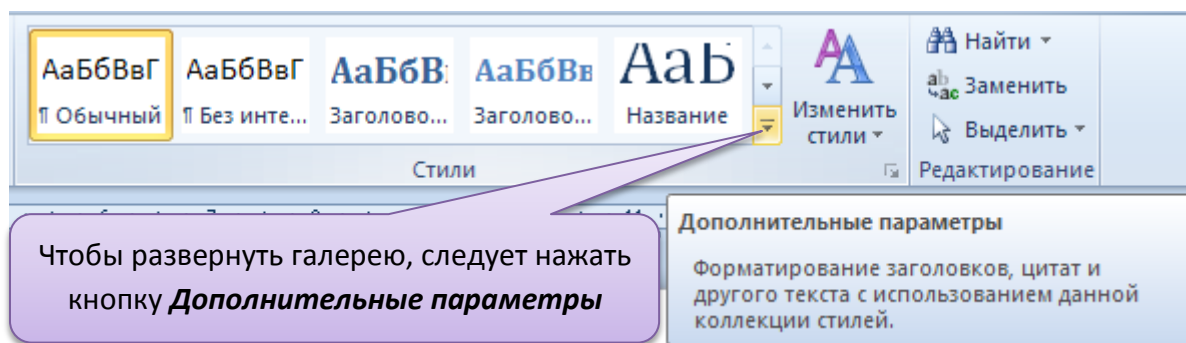 АаБбВвГ АаБбВвГ АаБбВ АаБбВв АаЬ
¶ Обычный ¶ Без инте... Заголово... Заголово... Название
Изменить
стили
Найти
Заменить
Выделить
Стили
Редактирование
Чтобы развернуть галерею, следует нажать
кнопку Дополнительные параметры
Дополнительные параметры
Форматирование заголовков, цитат и
другого текста с использованием данной
коллекции стилей.